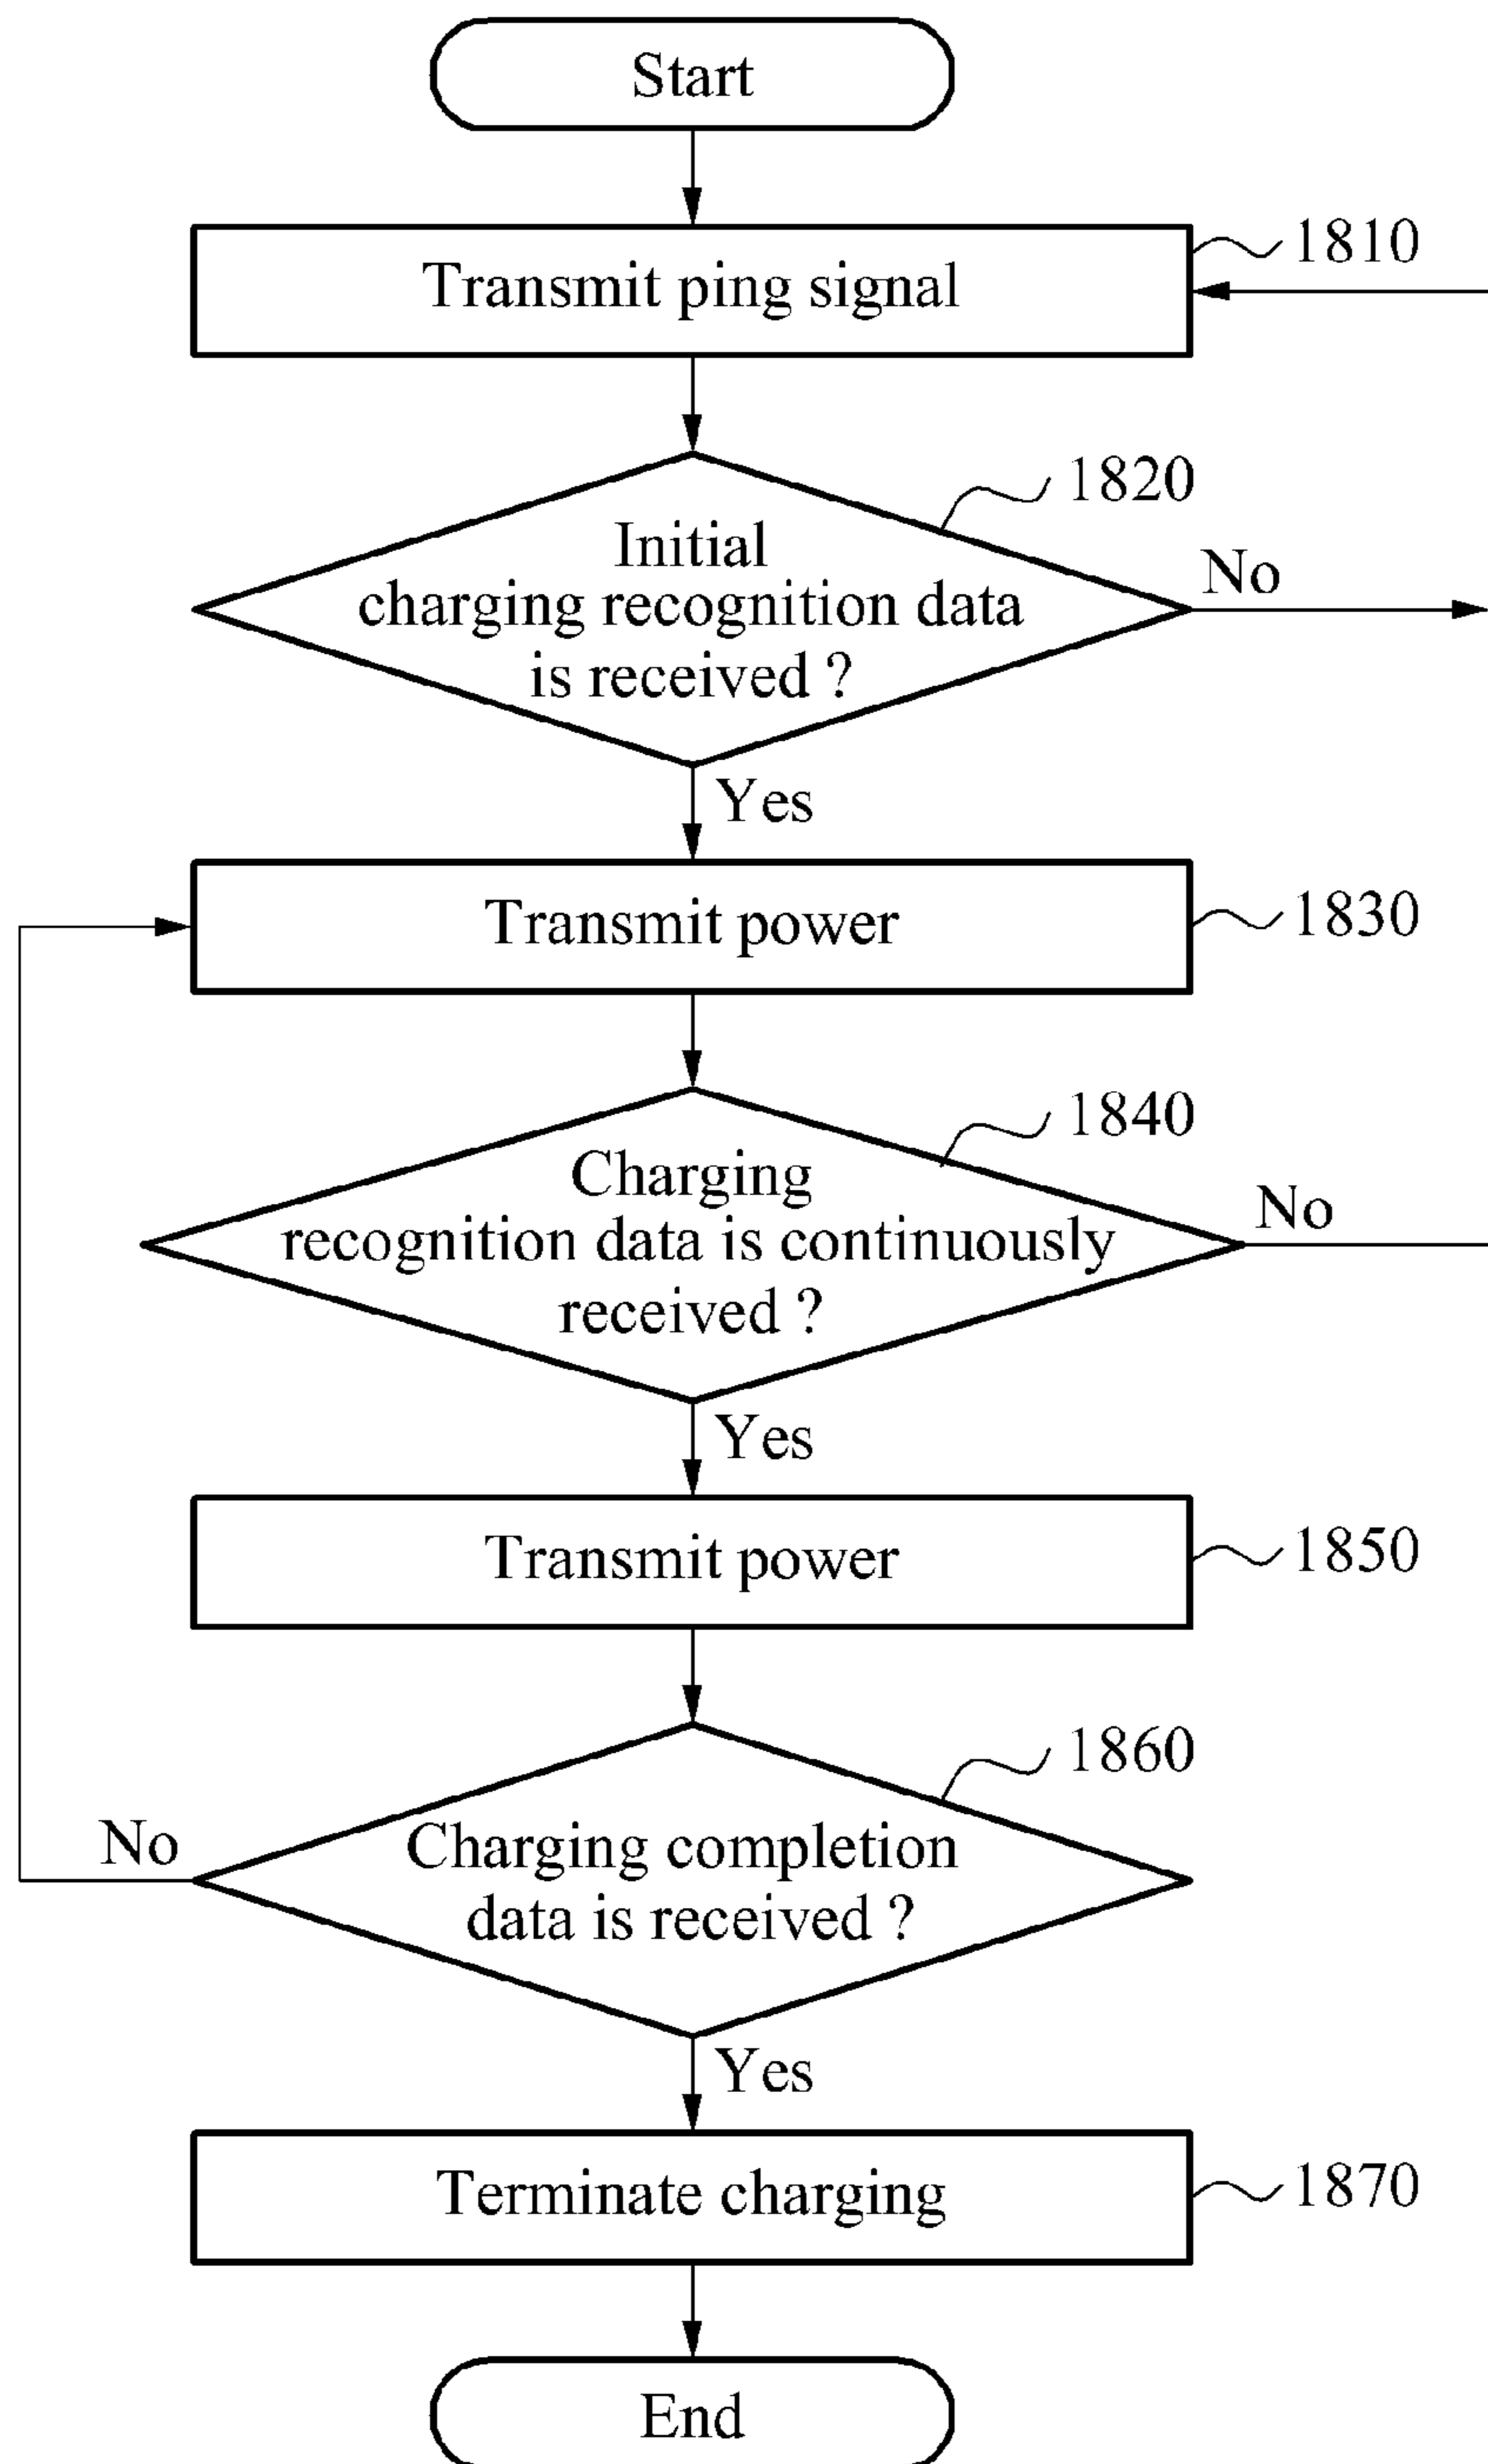 Start
1810
Transmit ping signal
1820
Initial
charging recognition data
is received ?
No
Yes
Transmit power
1830
1840
Charging
recognition data is continuously
received ?
No
Yes
Transmit power
1850
1860
Charging completion
data is received ?
No
Yes
Terminate charging
1870
End